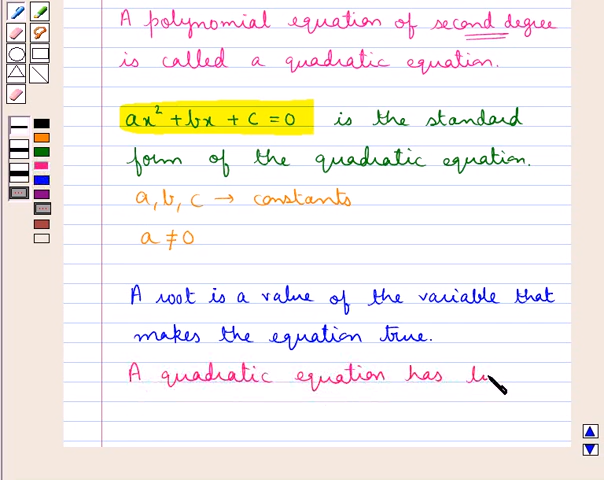 A polynomial equation of second degree
is called a quadratic equation.
ax² + bx + c = 0 is the standard
form of the quadratic equation.
a, b, c → constants
a ≠ 0
A root is a value of the variable that
makes the equation true.
A quadratic equation has